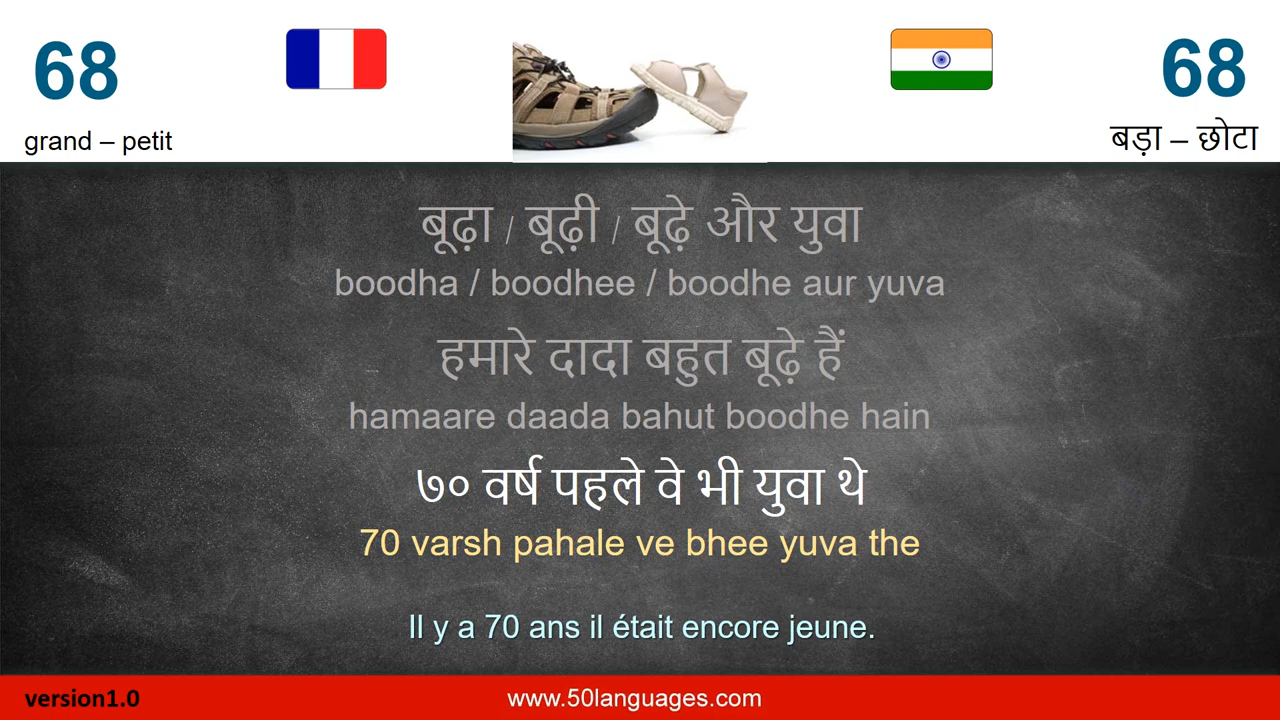 68
68
grand – petit
बड़ा – छोटा
बूढ़ा / बूढ़ी / बूढ़े और युवा
boodha / boodhee / boodhe aur yuva
हमारे दादा बहुत बूढ़े हैं
hamaare daada bahut boodhe hain
७० वर्ष पहले वे भी युवा थे
70 varsh pahale ve bhee yuva the
Il y a 70 ans il était encore jeune.
version1.0
www.50languages.com